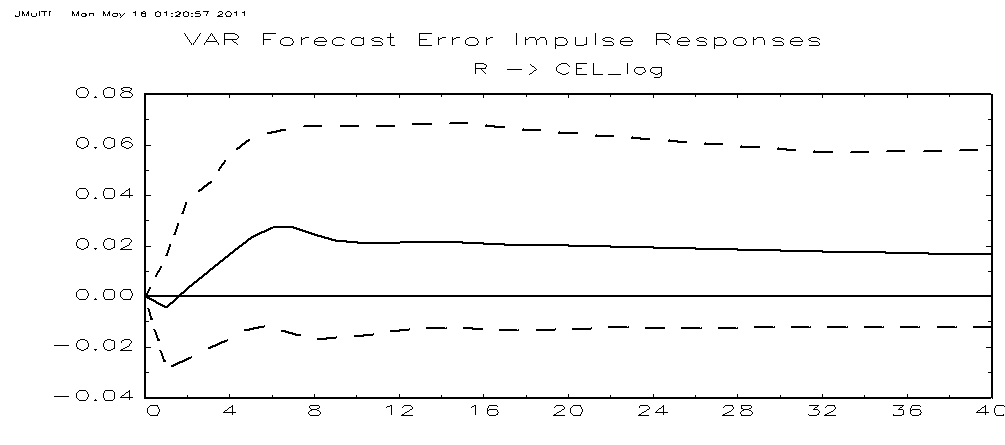 JMulTi Mon May 16 01:20:57 2011
VAR Forecast Error Impulse Responses
R -> CEL_log
0.08
0.06
0.04
0.02
0.00
-0.02
-0.04
0 4 8 12 16 20 24 28 32 36 40